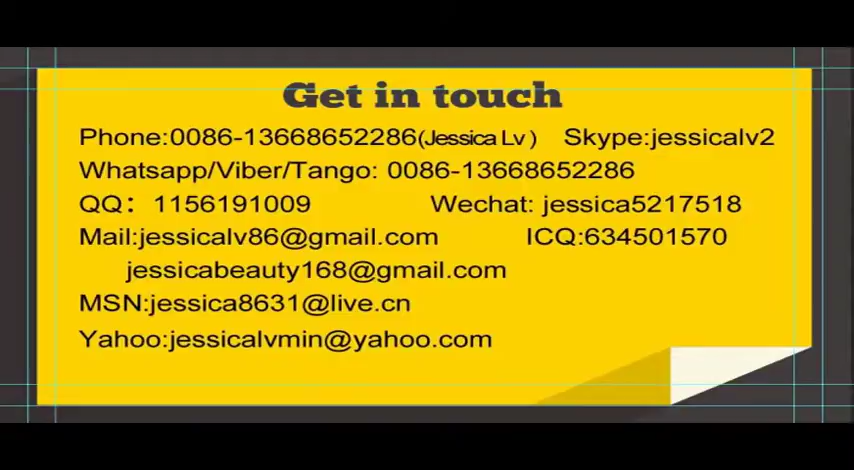 Get in touch
Phone:0086-13668652286(Jessica Lv ) Skype:jessicalv2
Whatsapp/Viber/Tango: 0086-13668652286
QQ：1156191009 Wechat: jessica5217518
Mail:jessicalv86@gmail.com ICQ:634501570
jessicabeauty168@gmail.com
MSN:jessica8631@live.cn
Yahoo:jessicalvmin@yahoo.com